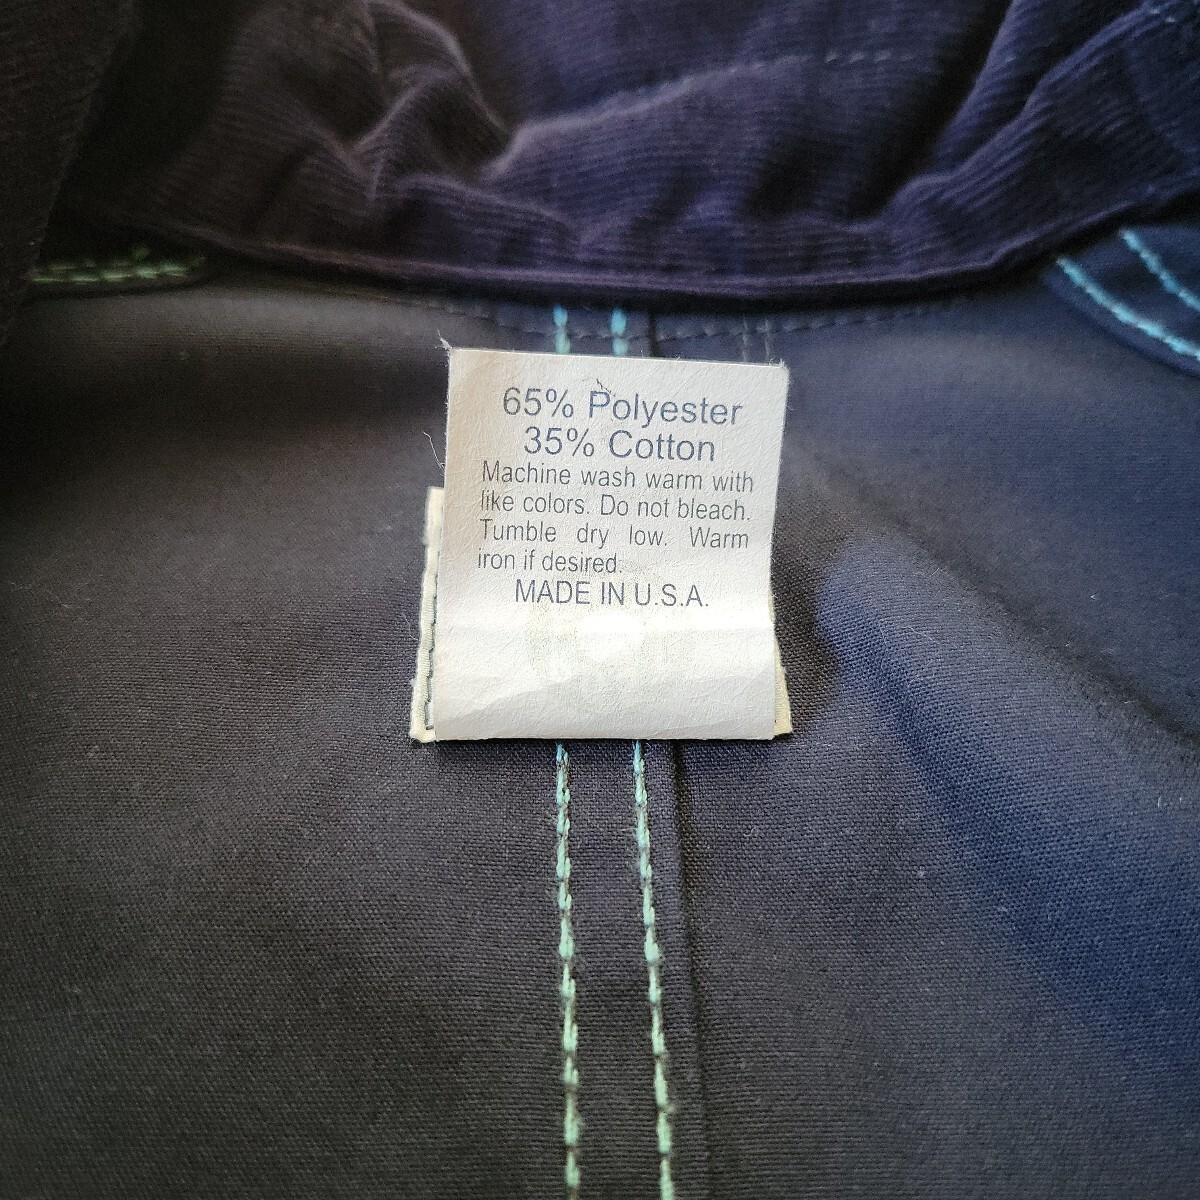 65% Polyester
35% Cotton
Machine wash warm with
like colors. Do not bleach.
Tumble dry low. Warm
iron if desired.
MADE IN U.S.A.